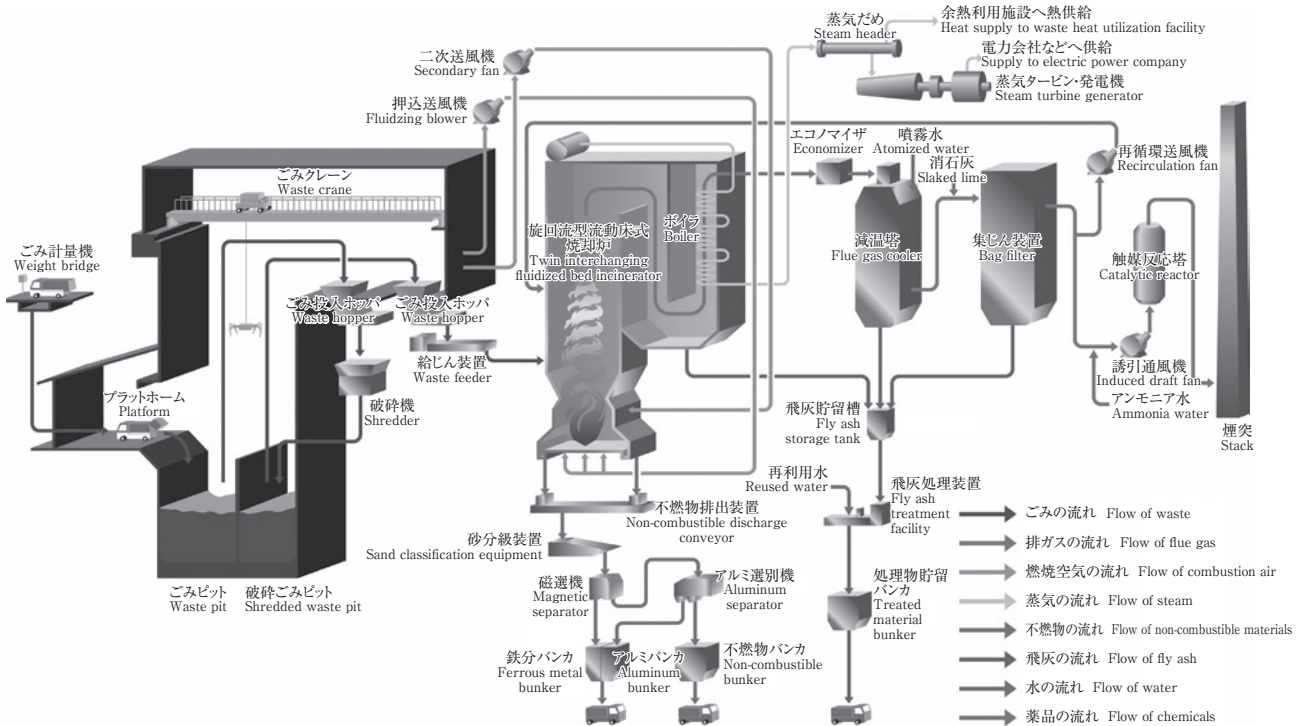 蒸気だめ
Steam header
余熱利用施設へ熱供給
Heat supply to waste heat utilization facility
電力会社などへ供給
Supply to electric power company
蒸気タービン・発電機
Steam turbine generator
二次送風機
Secondary fan
押込送風機
Fluidzing blower
エコノマイザ
Economizer
噴霧水
Atomized water
消石灰
Slaked lime
再循環送風機
Recirculation fan
ごみクレーン
Waste crane
ごみ計量機
Weight bridge
旋回流型流動床式
焼却炉
Twin interchanging
fluidized bed incinerator
ボイラ
Boiler
減温塔
Flue gas cooler
集じん装置
Bag filter
触媒反応塔
Catalytic reactor
ごみ投入ホッパ
Waste hopper
ごみ投入ホッパ
Waste hopper
給じん装置
Waste feeder
プラットホーム
Platform
破砕機
Shredder
誘引通風機
Induced draft fan
アンモニア水
Ammonia water
煙突
Stack
飛灰貯留槽
Fly ash
storage tank
再利用水
Reused water
飛灰処理装置
Fly ash
treatment
facility
不燃物排出装置
Non-combustible discharge
conveyor
砂分級装置
Sand classification equipment
磁選機
Magnetic
separator
アルミ選別機
Aluminum
separator
処理物貯留
バンカ
Treated
material
bunker
ごみピット
Waste pit
破砕ごみピット
Shredded waste pit
鉄分バンカ
Ferrous metal
bunker
アルミバンカ
Aluminum
bunker
不燃物バンカ
Non-combustible
bunker
ごみの流れ Flow of waste
排ガスの流れ Flow of flue gas
燃焼空気の流れ Flow of combustion air
蒸気の流れ Flow of steam
不燃物の流れ Flow of non-combustible materials
飛灰の流れ Flow of fly ash
水の流れ Flow of water
薬品の流れ Flow of chemicals